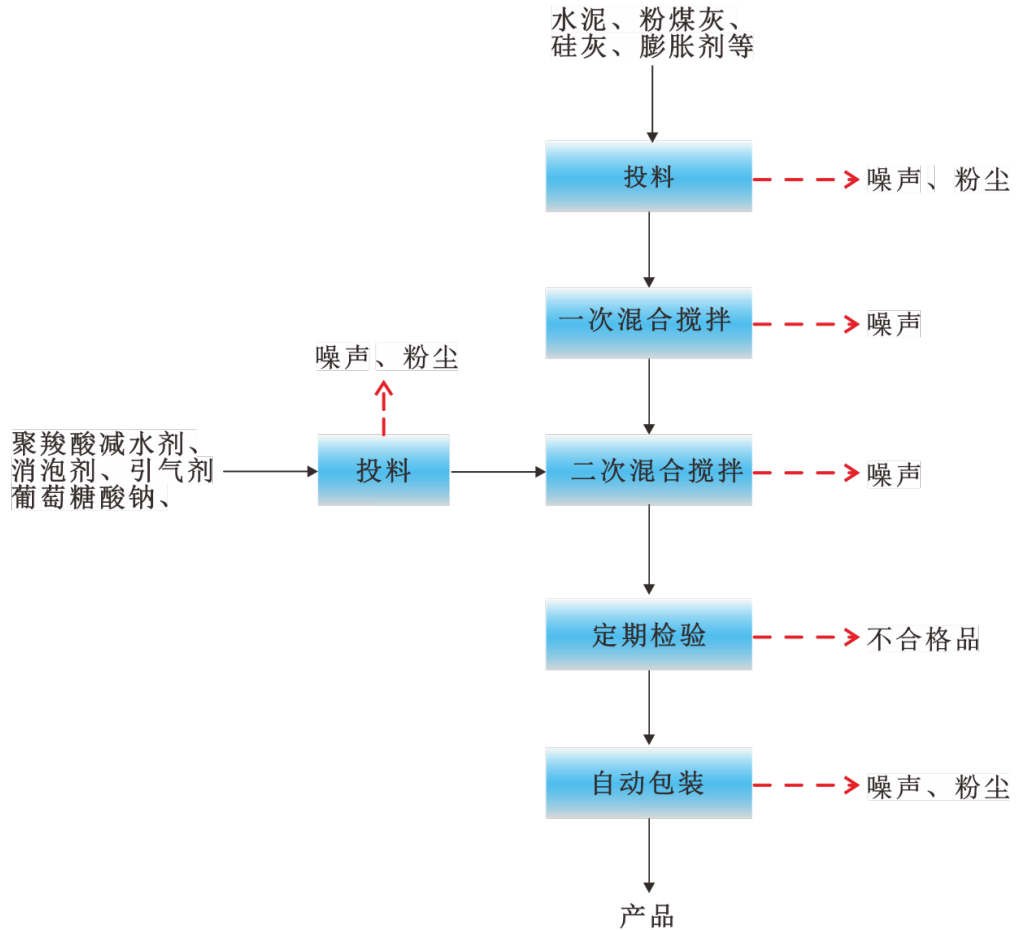 水泥、粉煤灰、
硅灰、膨胀剂等
投料
噪声、粉尘
一次混合搅拌
噪声
噪声、粉尘
聚羧酸减水剂、
消泡剂、引气剂
葡萄糖酸钠、
投料
二次混合搅拌
噪声
定期检验
不合格品
自动包装
噪声、粉尘
产品